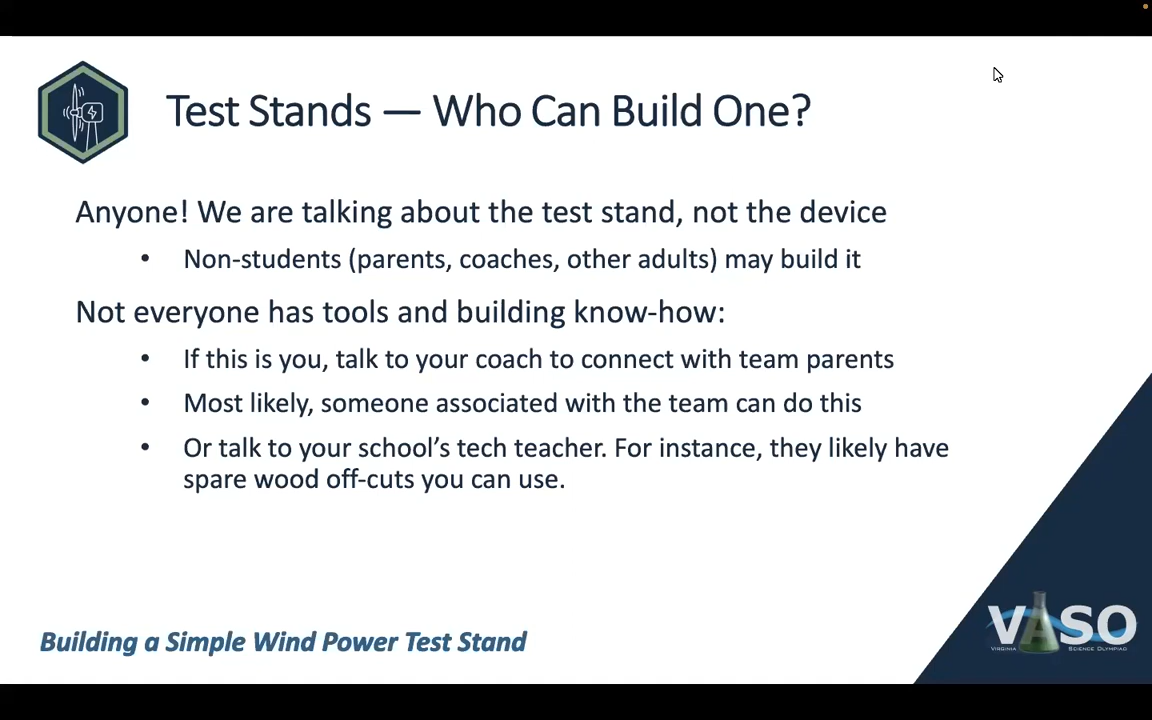 Test Stands — Who Can Build One?
Anyone! We are talking about the test stand, not the device
• Non-students (parents, coaches, other adults) may build it
Not everyone has tools and building know-how:
• If this is you, talk to your coach to connect with team parents
• Most likely, someone associated with the team can do this
• Or talk to your school’s tech teacher. For instance, they likely have
spare wood off-cuts you can use.
Building a Simple Wind Power Test Stand
VASO
VIRGINIA SCIENCE OLYMPIAD